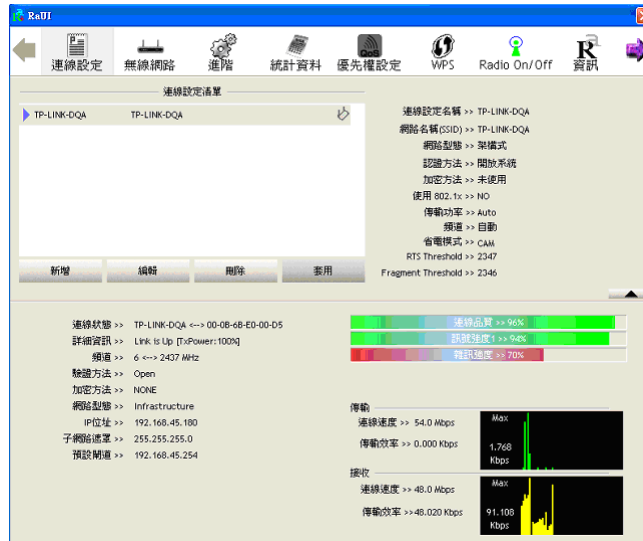 RaUI
連線設定
無線網路
進階
統計資料
QoS
優先權設定
WPS
Radio On/Off
R
資訊
連線設定清單
TP-LINK-DQA TP-LINK-DQA
新增 編輯 刪除 套用
連線設定名稱 >> TP-LINK-DQA
網路名稱(SSID) >> TP-LINK-DQA
網路型態 >> 架構式
認證方法 >> 開放系統
加密方法 >> 未使用
使用 802.1x >> NO
傳輸功率 >> Auto
頻道 >> 自動
省電模式 >> CAM
RTS Threshold >> 2347
Fragment Threshold >> 2346
連線狀態 >> TP-LINK-DQA <--> 00-0B-6B-E0-00-D5
詳細資訊 >> Link is Up [TxPower:100%]
頻道 >> 6 <--> 2437 MHz
驗證方法 >> Open
加密方法 >> NONE
網路型態 >> Infrastructure
IP位址 >> 192.168.45.180
子網路遮罩 >> 255.255.255.0
預設閘道 >> 192.168.45.254
連線品質 >> 96%
訊號強度1 >> 94%
雜訊強度 >> 70%
傳輸
連線速度 >> 54.0 Mbps
傳輸效率 >> 0.000 Kbps
Max
1.768
Kbps
接收
連線速度 >> 48.0 Mbps
傳輸效率 >>48.020 Kbps
Max
91.108
Kbps